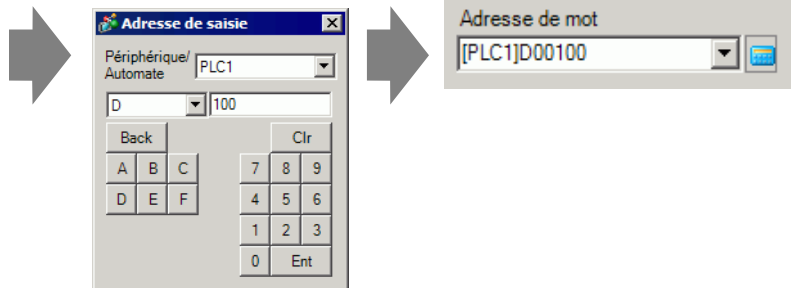 Adresse de saisie
Périphérique/
Automate
PLC1
D
100
Back
Clr
A B C
7 8 9
D E F
4 5 6
1 2 3
0 Ent
Adresse de mot
[PLC1]D00100